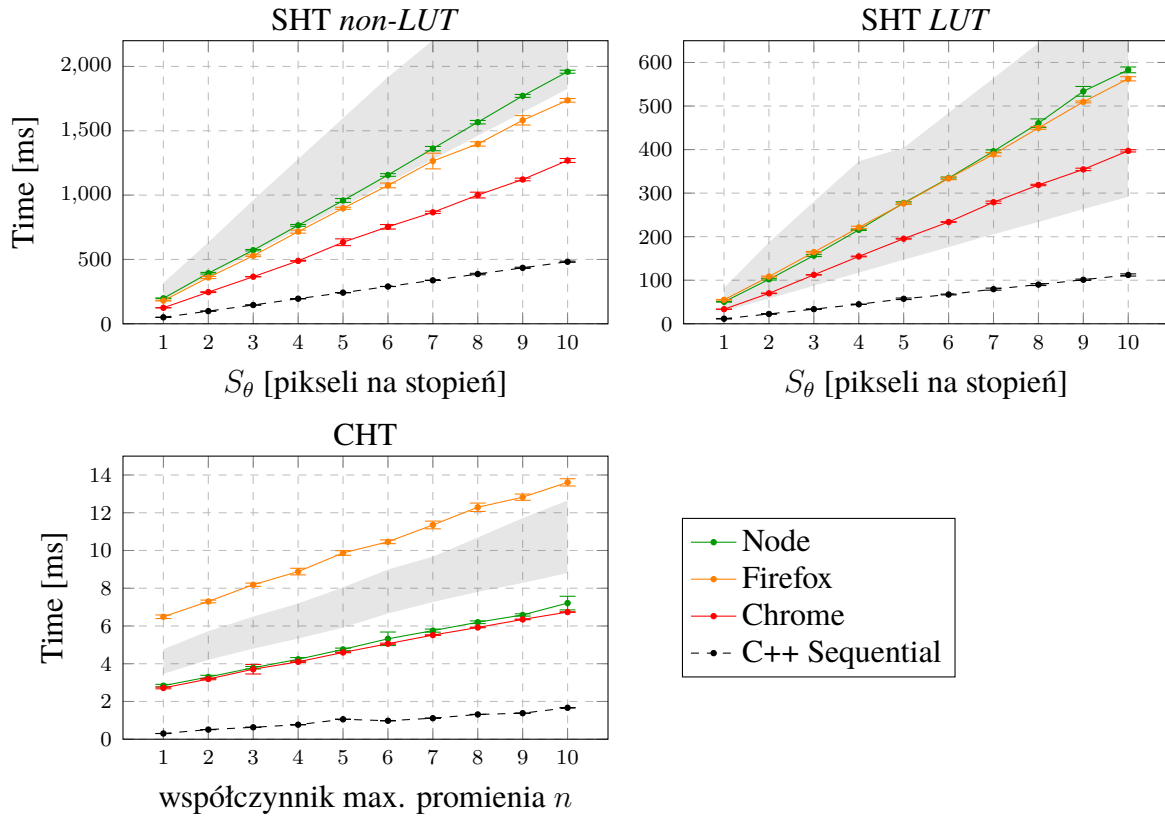 SHT non-LUT
Time [ms]
2,000
1,500
1,000
500
0
1 2 3 4 5 6 7 8 9 10
S_θ [pikseli na stopień]
SHT LUT
600
500
400
300
200
100
0
1 2 3 4 5 6 7 8 9 10
S_θ [pikseli na stopień]
CHT
Time [ms]
14
12
10
8
6
4
2
0
1 2 3 4 5 6 7 8 9 10
współczynnik max. promienia n
Node
Firefox
Chrome
C++ Sequential